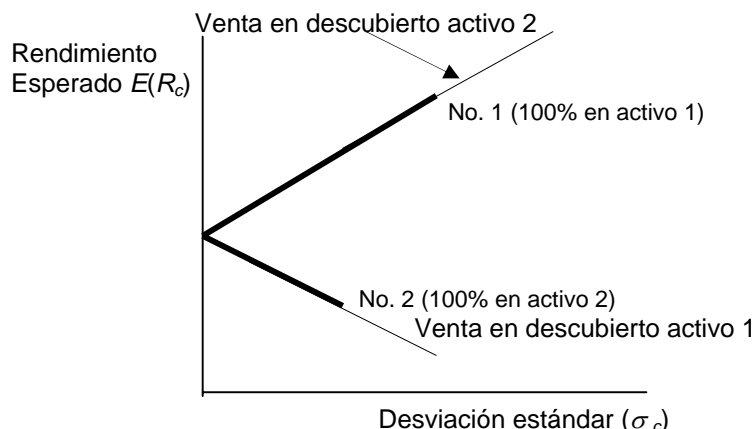 Venta en descubierto activo 2
Rendimiento
Esperado E(Rc)
No. 1 (100% en activo 1)
No. 2 (100% en activo 2)
Venta en descubierto activo 1
Desviación estándar (σc)